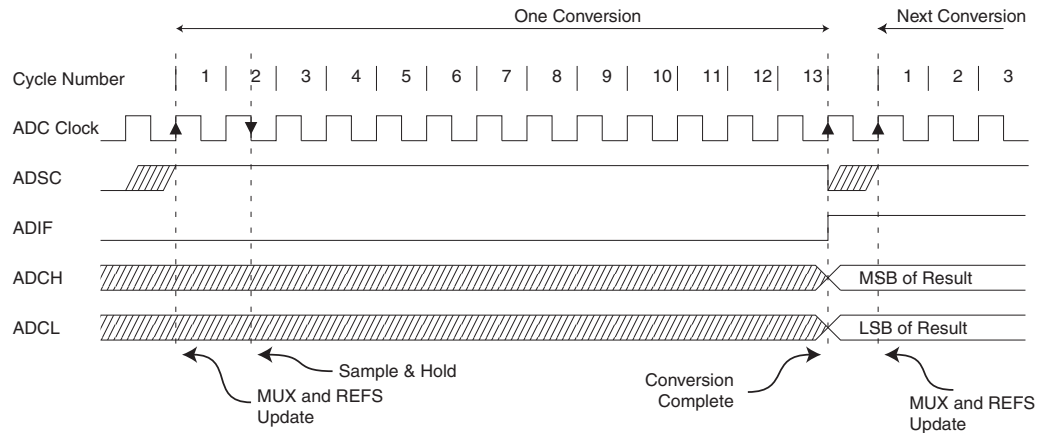 One Conversion
Next Conversion
Cycle Number
1 2 3 4 5 6 7 8 9 10 11 12 13 1 2 3
ADC Clock
ADSC
ADIF
ADCH
MSB of Result
ADCL
LSB of Result
Sample & Hold
MUX and REFS
Update
Conversion
Complete
MUX and REFS
Update